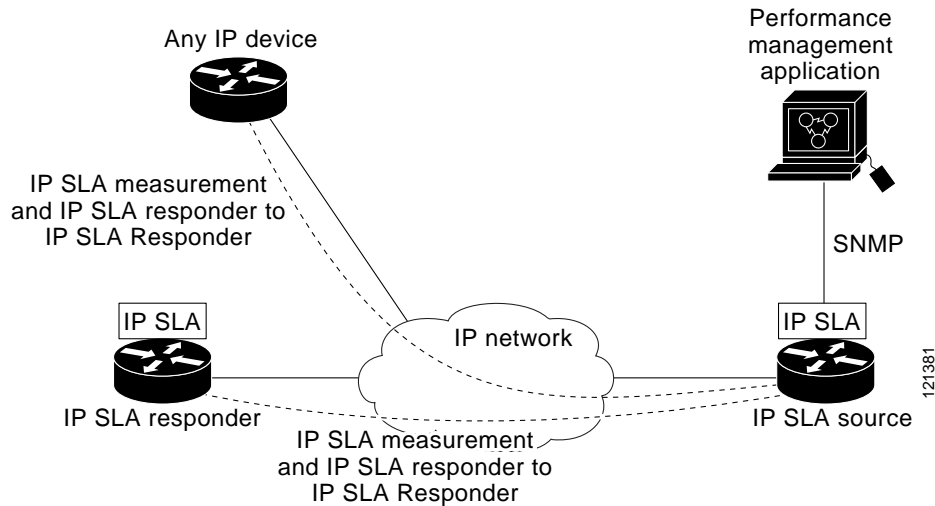 Any IP device
Performance
management
application
IP SLA measurement
and IP SLA responder to
IP SLA Responder
SNMP
IP SLA
IP network
IP SLA
IP SLA responder
IP SLA source
121381
IP SLA measurement
and IP SLA responder to
IP SLA Responder